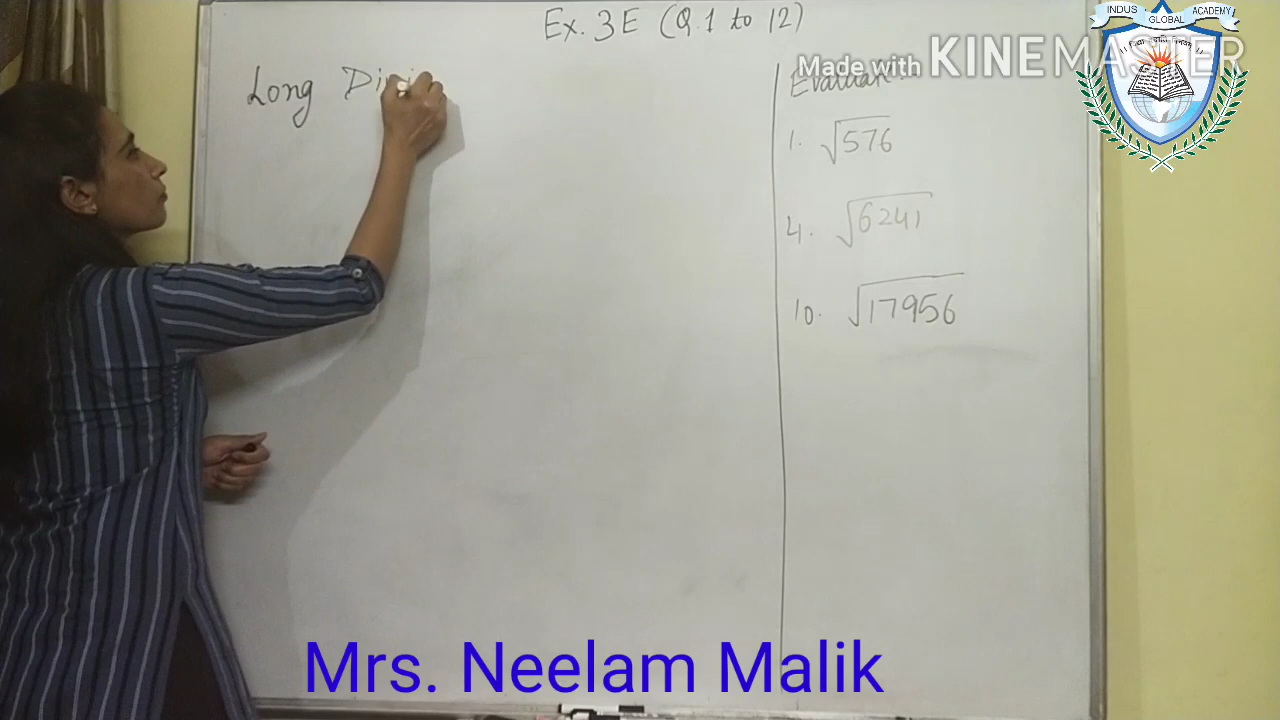 Ex. 3E (Q.1 to 12)
INDUS GLOBAL ACADEMY
Made with KINEMASTER
Long Divi
Evaluate
1. √576
4. √6241
10. √17956
Mrs. Neelam Malik